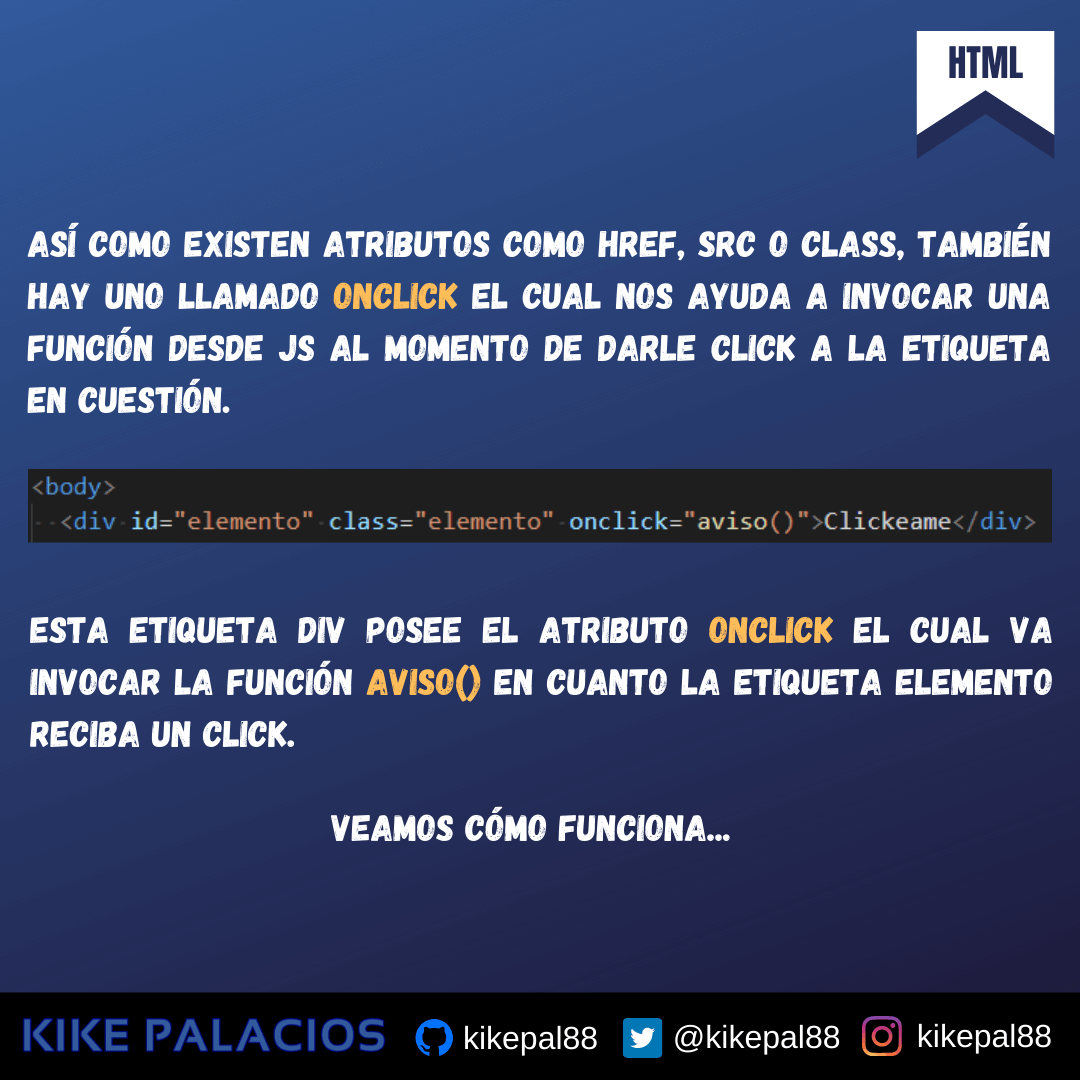 HTML
ASÍ COMO EXISTEN ATRIBUTOS COMO HREF, SRC O CLASS, TAMBIÉN
HAY UNO LLAMADO ONCLICK EL CUAL NOS AYUDA A INVOCAR UNA
FUNCIÓN DESDE JS AL MOMENTO DE DARLE CLICK A LA ETIQUETA
EN CUESTIÓN.
<body>
<div id="elemento" class="elemento" onclick="aviso()">Clickeame</div>
ESTA ETIQUETA DIV POSEE EL ATRIBUTO ONCLICK EL CUAL VA
INVOCAR LA FUNCIÓN AVISO() EN CUANTO LA ETIQUETA ELEMENTO
RECIBA UN CLICK.
VEAMOS CÓMO FUNCIONA...
KIKE PALACIOS kikepal88 @kikepal88 kikepal88